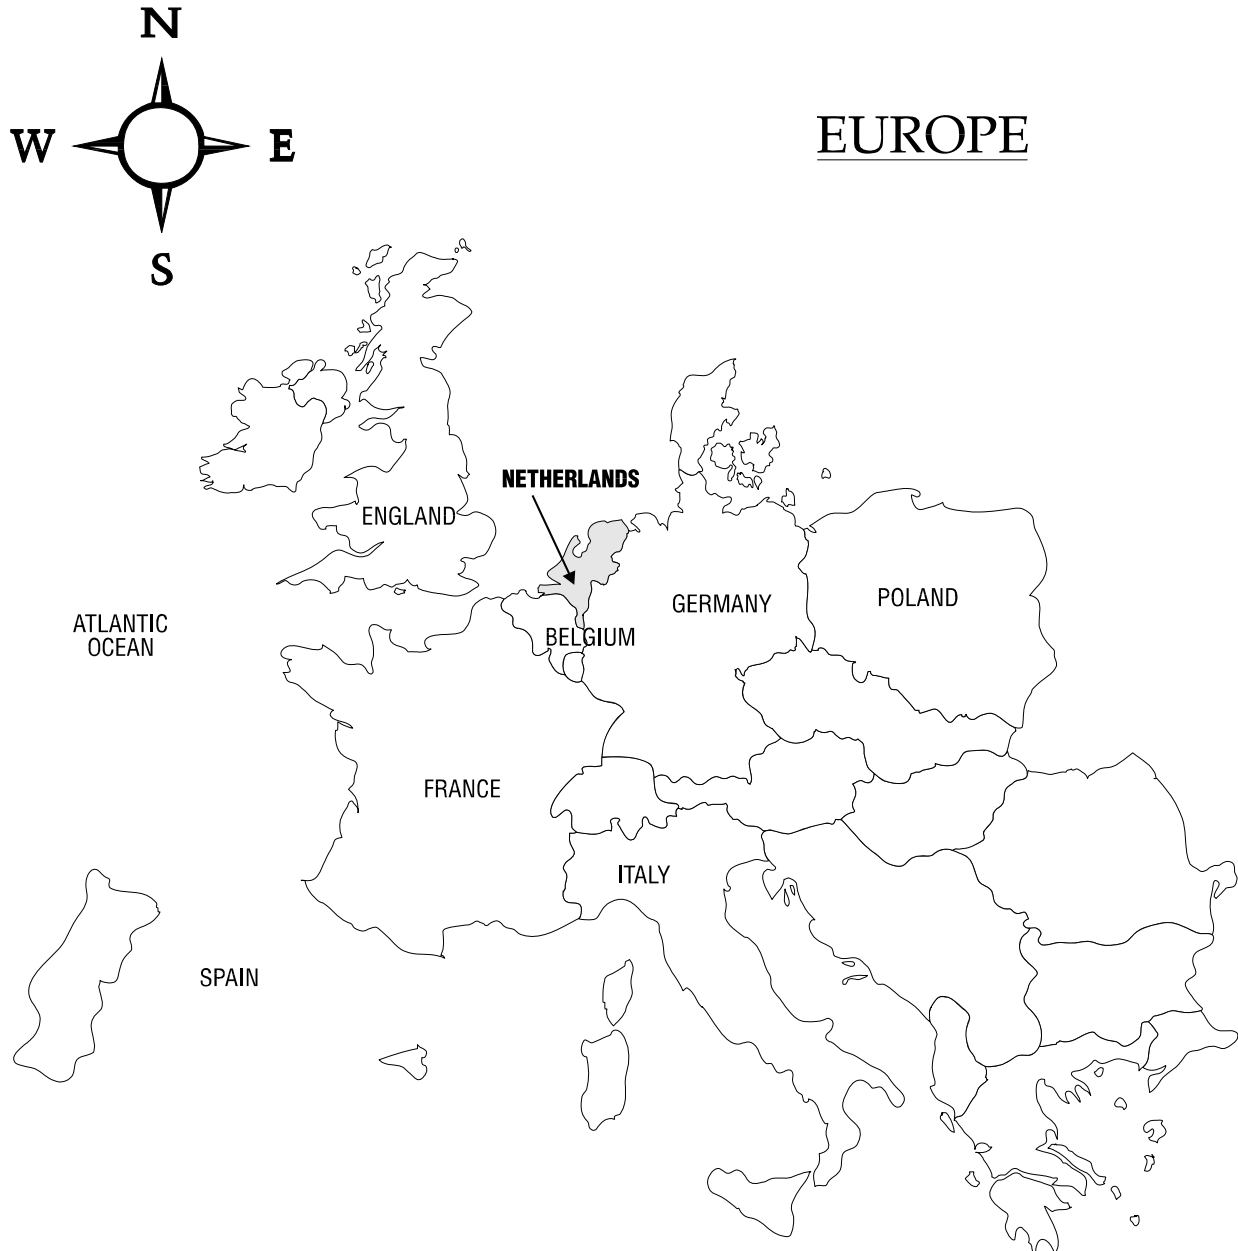 N
W
E
S
EUROPE
NETHERLANDS
ENGLAND
ATLANTIC
OCEAN
GERMANY
POLAND
BELGIUM
FRANCE
ITALY
SPAIN